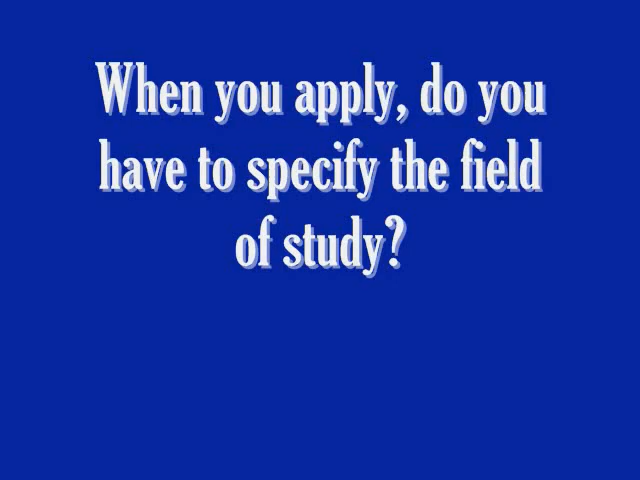 When you apply, do you
have to specify the field
of study?